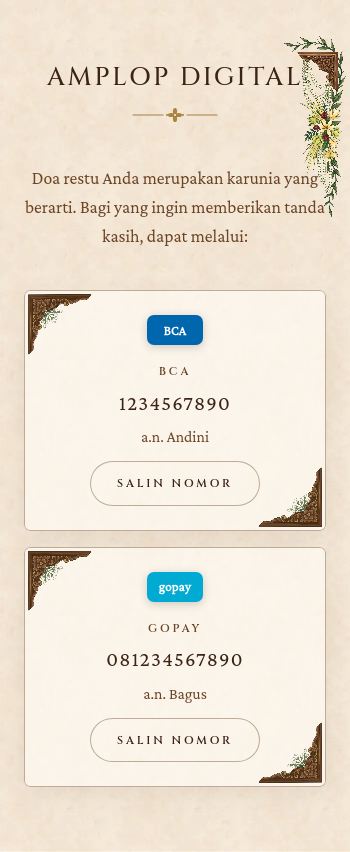 AMPLOP DIGITAL
Doa restu Anda merupakan karunia yang
berarti. Bagi yang ingin memberikan tanda
kasih, dapat melalui:
BCA
BCA
1234567890
a.n. Andini
SALIN NOMOR
gopay
GOPAY
081234567890
a.n. Bagus
SALIN NOMOR